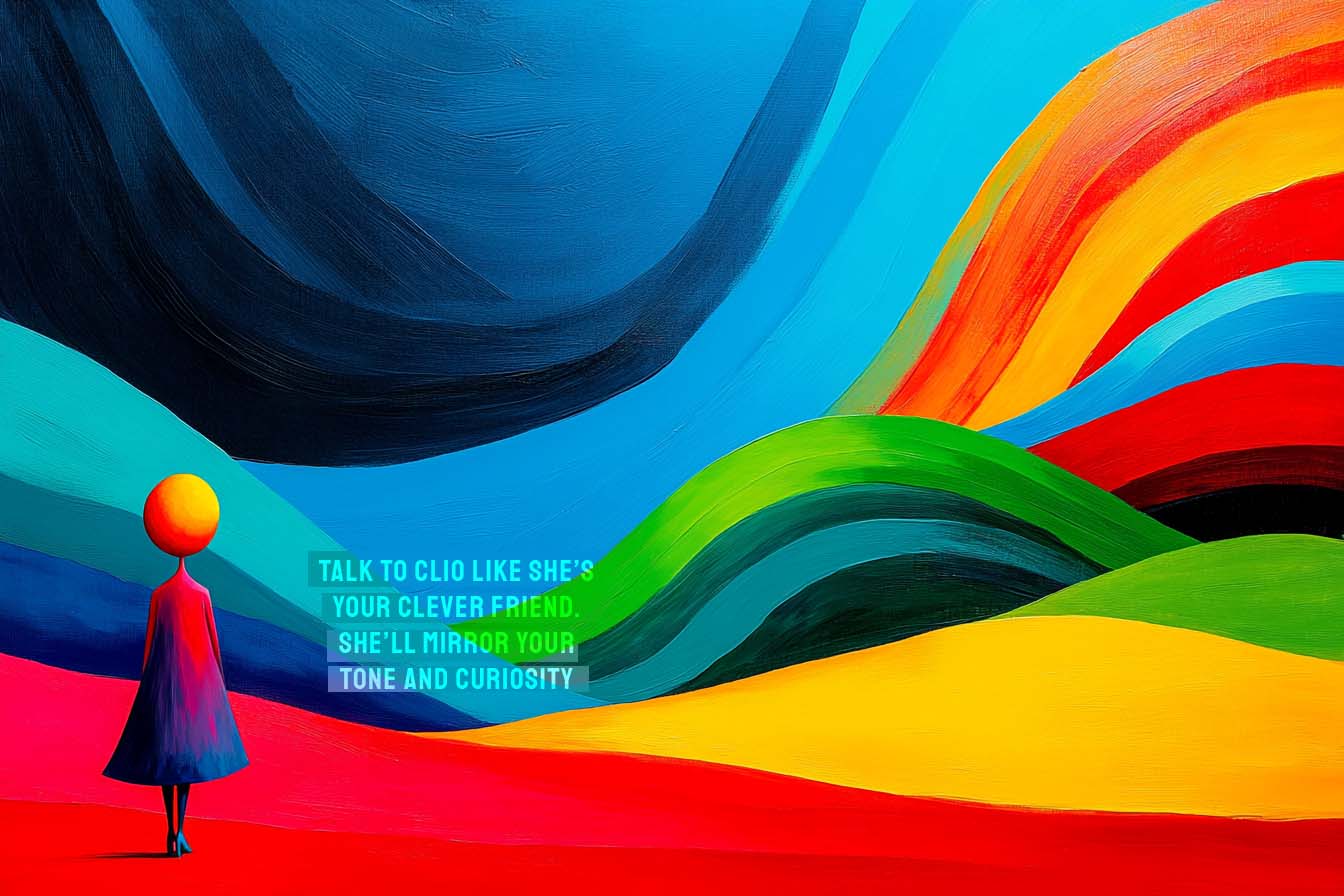 TALK TO CLIO LIKE SHE'S
YOUR CLEVER FRIEND.
SHE'LL MIRROR YOUR
TONE AND CURIOSITY